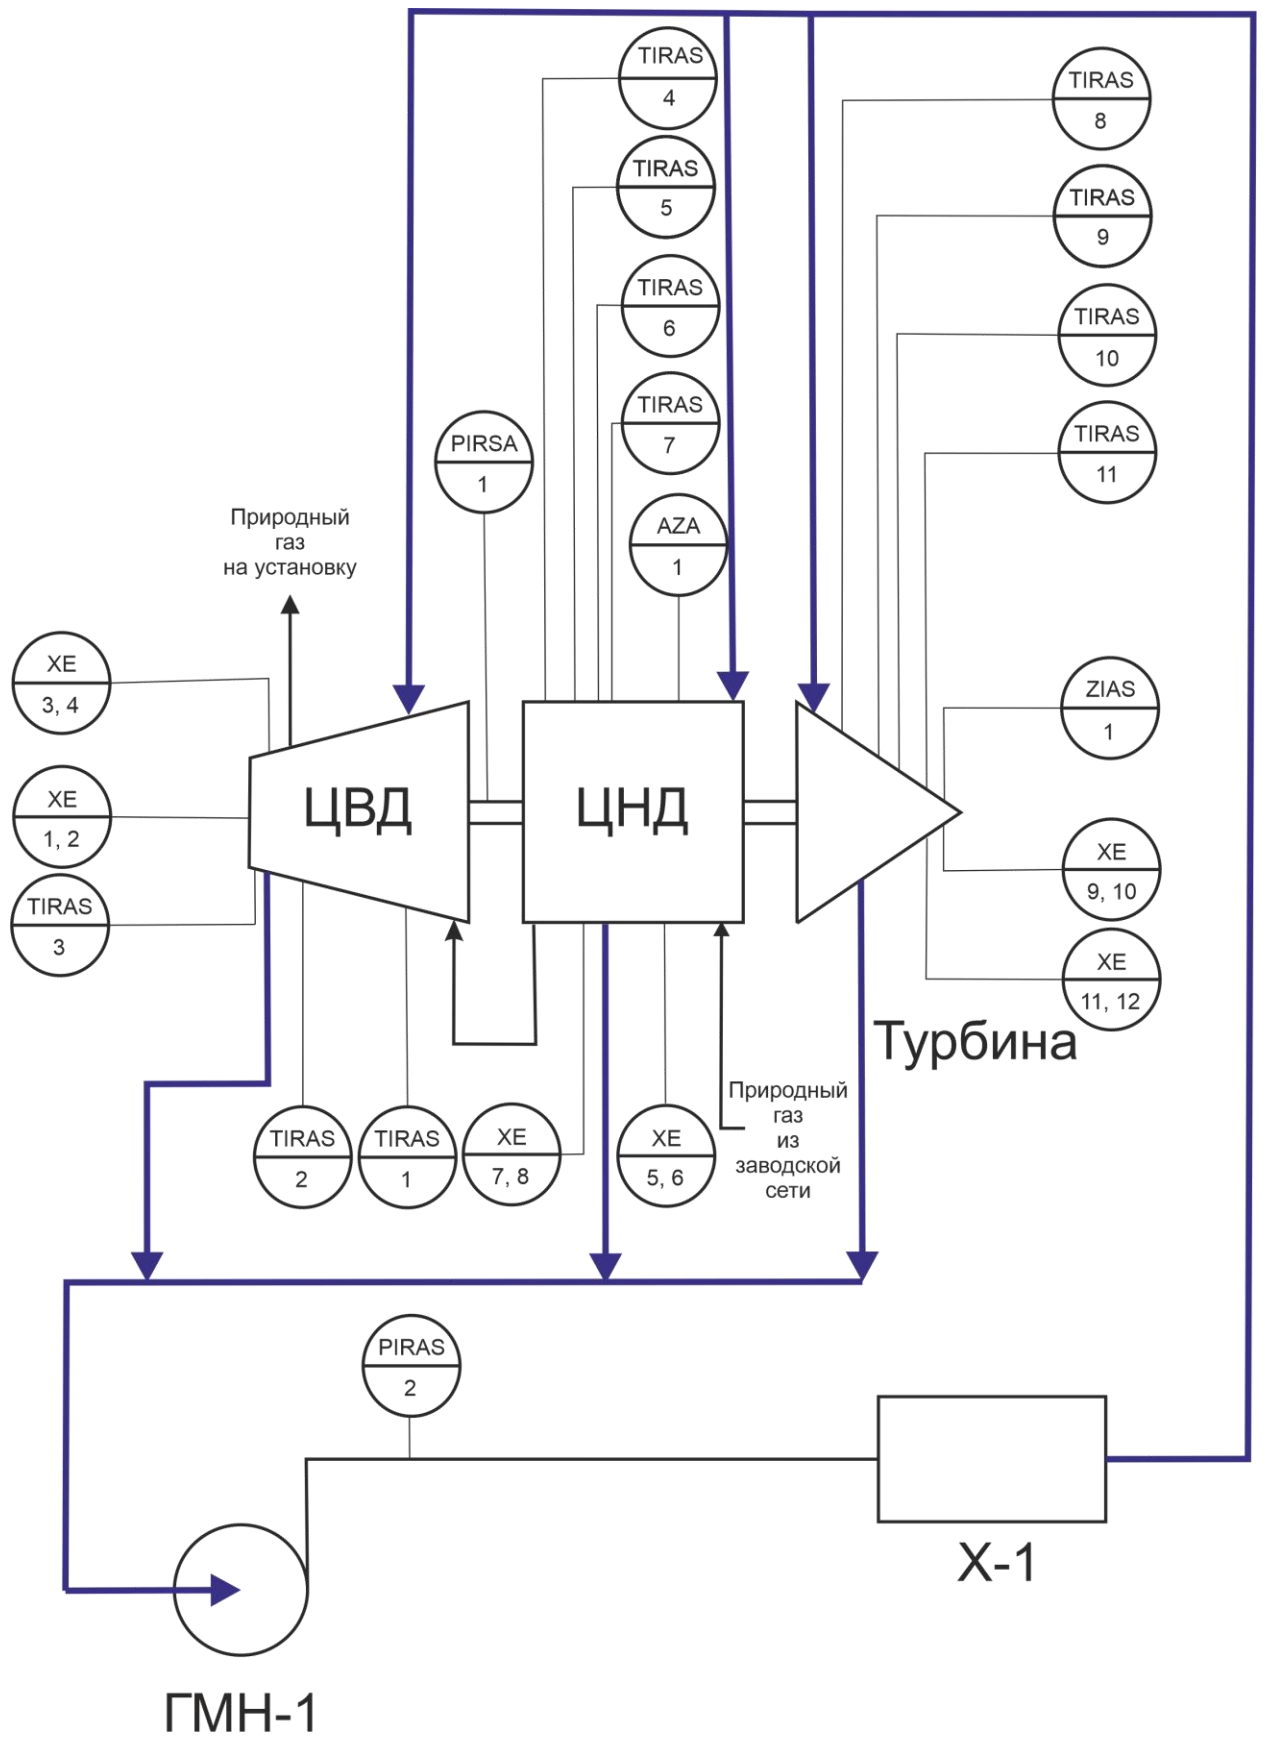 TIRAS
4
TIRAS
8
TIRAS
5
TIRAS
9
TIRAS
6
TIRAS
10
TIRAS
7
TIRAS
11
PIRSA
1
AZA
1
Природный
газ
на установку
XE
3, 4
ZIAS
1
XE
1, 2
ЦВД
ЦНД
XE
9, 10
TIRAS
3
XE
11, 12
Турбина
TIRAS
2
TIRAS
1
XE
7, 8
XE
5, 6
Природный
газ
из
заводской
сети
PIRAS
2
Х-1
ГМН-1